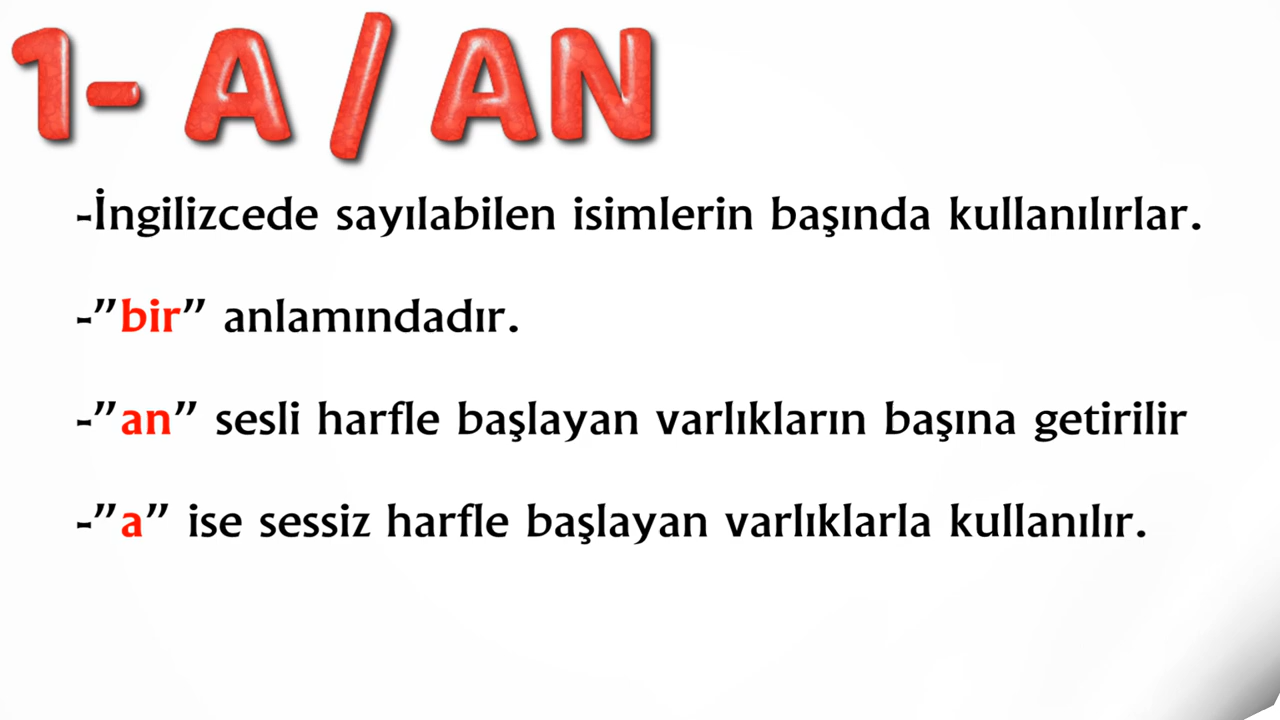 1- A / AN
-İngilizcede sayılabilen isimlerin başında kullanılırlar.
-”bir” anlamındadır.
-”an” sesli harfle başlayan varlıkların başına getirilir
-”a” ise sessiz harfle başlayan varlıklarla kullanılır.